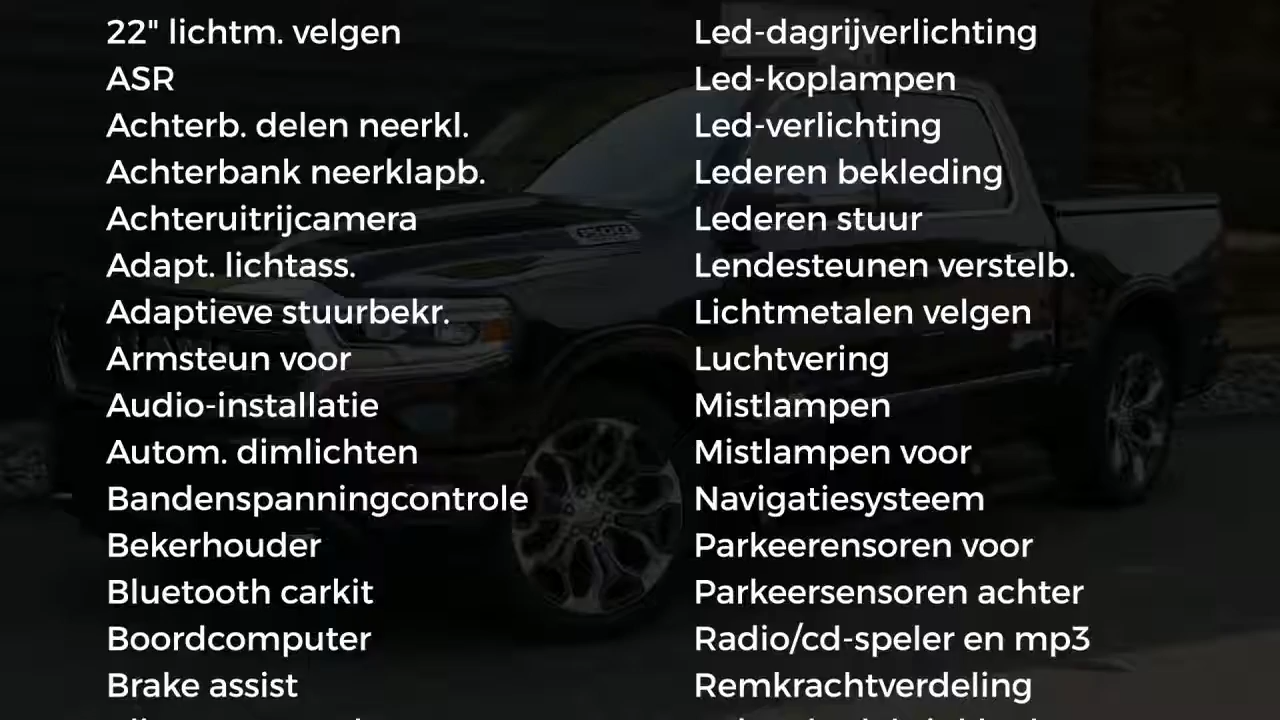 22" lichtm. velgen
ASR
Achterb. delen neerkl.
Achterbank neerklapb.
Achteruitrijcamera
Adapt. lichtass.
Adaptieve stuurbekr.
Armsteun voor
Audio-installatie
Autom. dimlichten
Bandenspanningcontrole
Bekerhouder
Bluetooth carkit
Boordcomputer
Brake assist
Led-dagrijverlichting
Led-koplampen
Led-verlichting
Lederen bekleding
Lederen stuur
Lendesteunen verstelb.
Lichtmetalen velgen
Luchtvering
Mistlampen
Mistlampen voor
Navigatiesysteem
Parkeerensoren voor
Parkeersensoren achter
Radio/cd-speler en mp3
Remkrachtverdeling